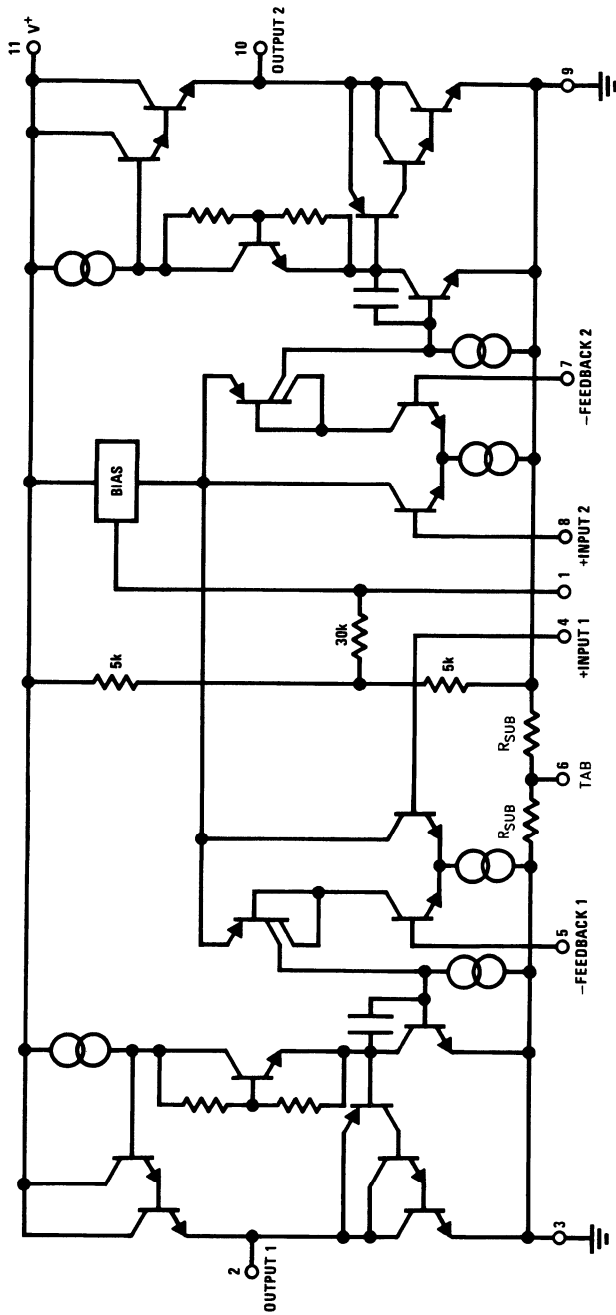 11 V+
10
OUTPUT 2
9
7
−FEEDBACK 2
8
+INPUT 2
BIAS
1
4
+INPUT 1
30k
5k
5k
RSUB
6
TAB
RSUB
5
−FEEDBACK 1
2
OUTPUT 1
3